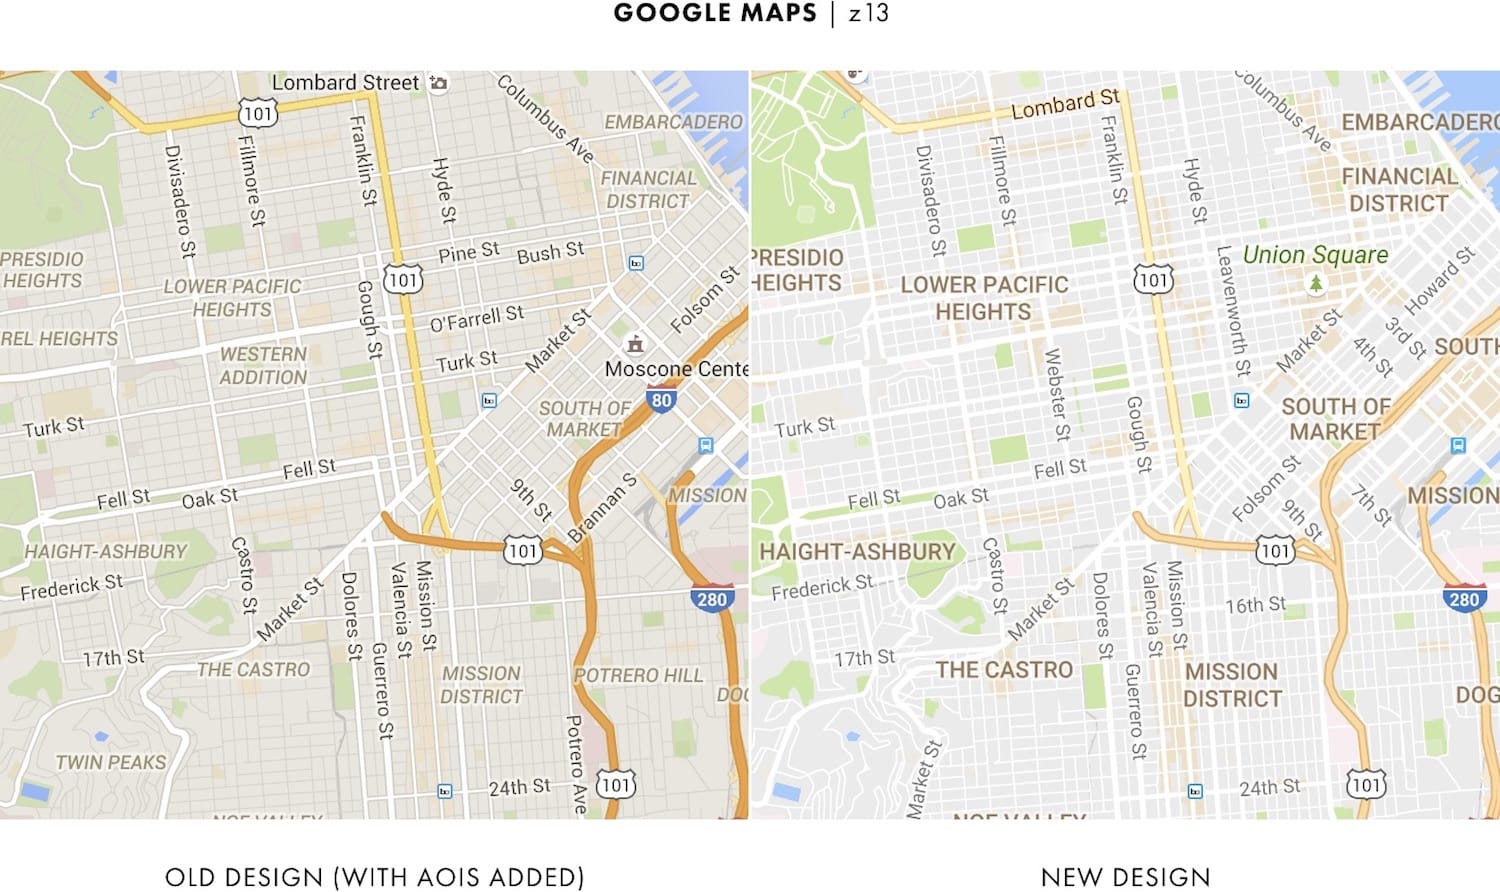 GOOGLE MAPS | z13
Lombard Street
101
Columbus Ave
EMBARCADERO
Divisadero St
Fillmore St
Franklin St
Hyde St
FINANCIAL
DISTRICT
Pine St
Bush St
PRESIDIO
HEIGHTS
LOWER PACIFIC
HEIGHTS
101
Gough St
O'Farrell St
Market St
Folsom St
REL HEIGHTS
WESTERN
ADDITION
Turk St
Moscone Cente
80
SOUTH OF
MARKET
Turk St
Fell St
Fell St
Oak St
9th St
Brannan S
MISSION
HAIGHT-ASHBURY
101
Frederick St
Castro St
Market St
Dolores St
Valencia St
Mission St
280
17th St
THE CASTRO
Guerrero St
MISSION
DISTRICT
POTRERO HILL
DOG
TWIN PEAKS
Potrero Ave
24th St
101
NOE VALLEY
Lombard St
Columbus Ave
EMBARCADERO
Divisadero St
Fillmore St
Franklin St
Hyde St
FINANCIAL
DISTRICT
PRESIDIO
HEIGHTS
LOWER PACIFIC
HEIGHTS
101
Union Square
Leavenworth St
Howard St
Market St
3rd St
4th St
SOUTH
Webster St
Gough St
SOUTH OF
MARKET
Turk St
Fell St
Fell St
Oak St
Folsom St
9th St
7th St
MISSION
HAIGHT-ASHBURY
101
Frederick St
Castro St
Market St
Dolores St
Valencia St
Mission St
16th St
280
17th St
THE CASTRO
Guerrero St
MISSION
DISTRICT
DOG
Market St
24th St
101
NOE VALLEY
OLD DESIGN (WITH AOIS ADDED)
NEW DESIGN